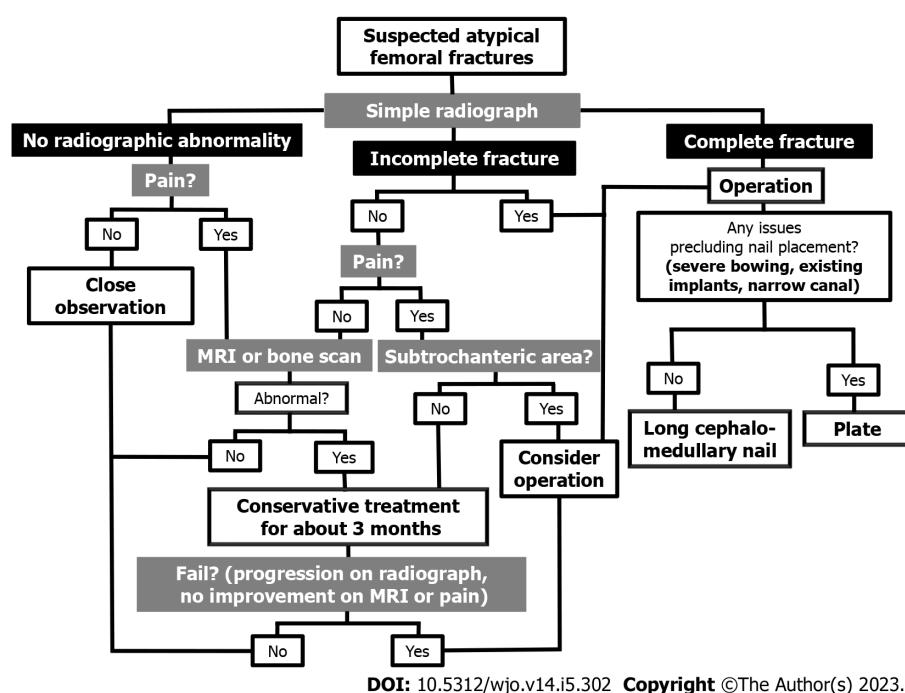 Suspected atypical
femoral fractures
Simple radiograph
No radiographic abnormality
Incomplete fracture
Complete fracture
Pain?
Operation
No
Yes
No
Yes
Any issues
precluding nail placement?
(severe bowing, existing
implants, narrow canal)
Close
observation
Pain?
No
Yes
MRI or bone scan
Subtrochanteric area?
No
Yes
Abnormal?
No
Yes
Long cephalo-
medullary nail
Plate
No
Yes
Consider
operation
Conservative treatment
for about 3 months
Fail? (progression on radiograph,
no improvement on MRI or pain)
No
Yes
DOI: 10.5312/wjo.v14.i5.302 Copyright ©The Author(s) 2023.